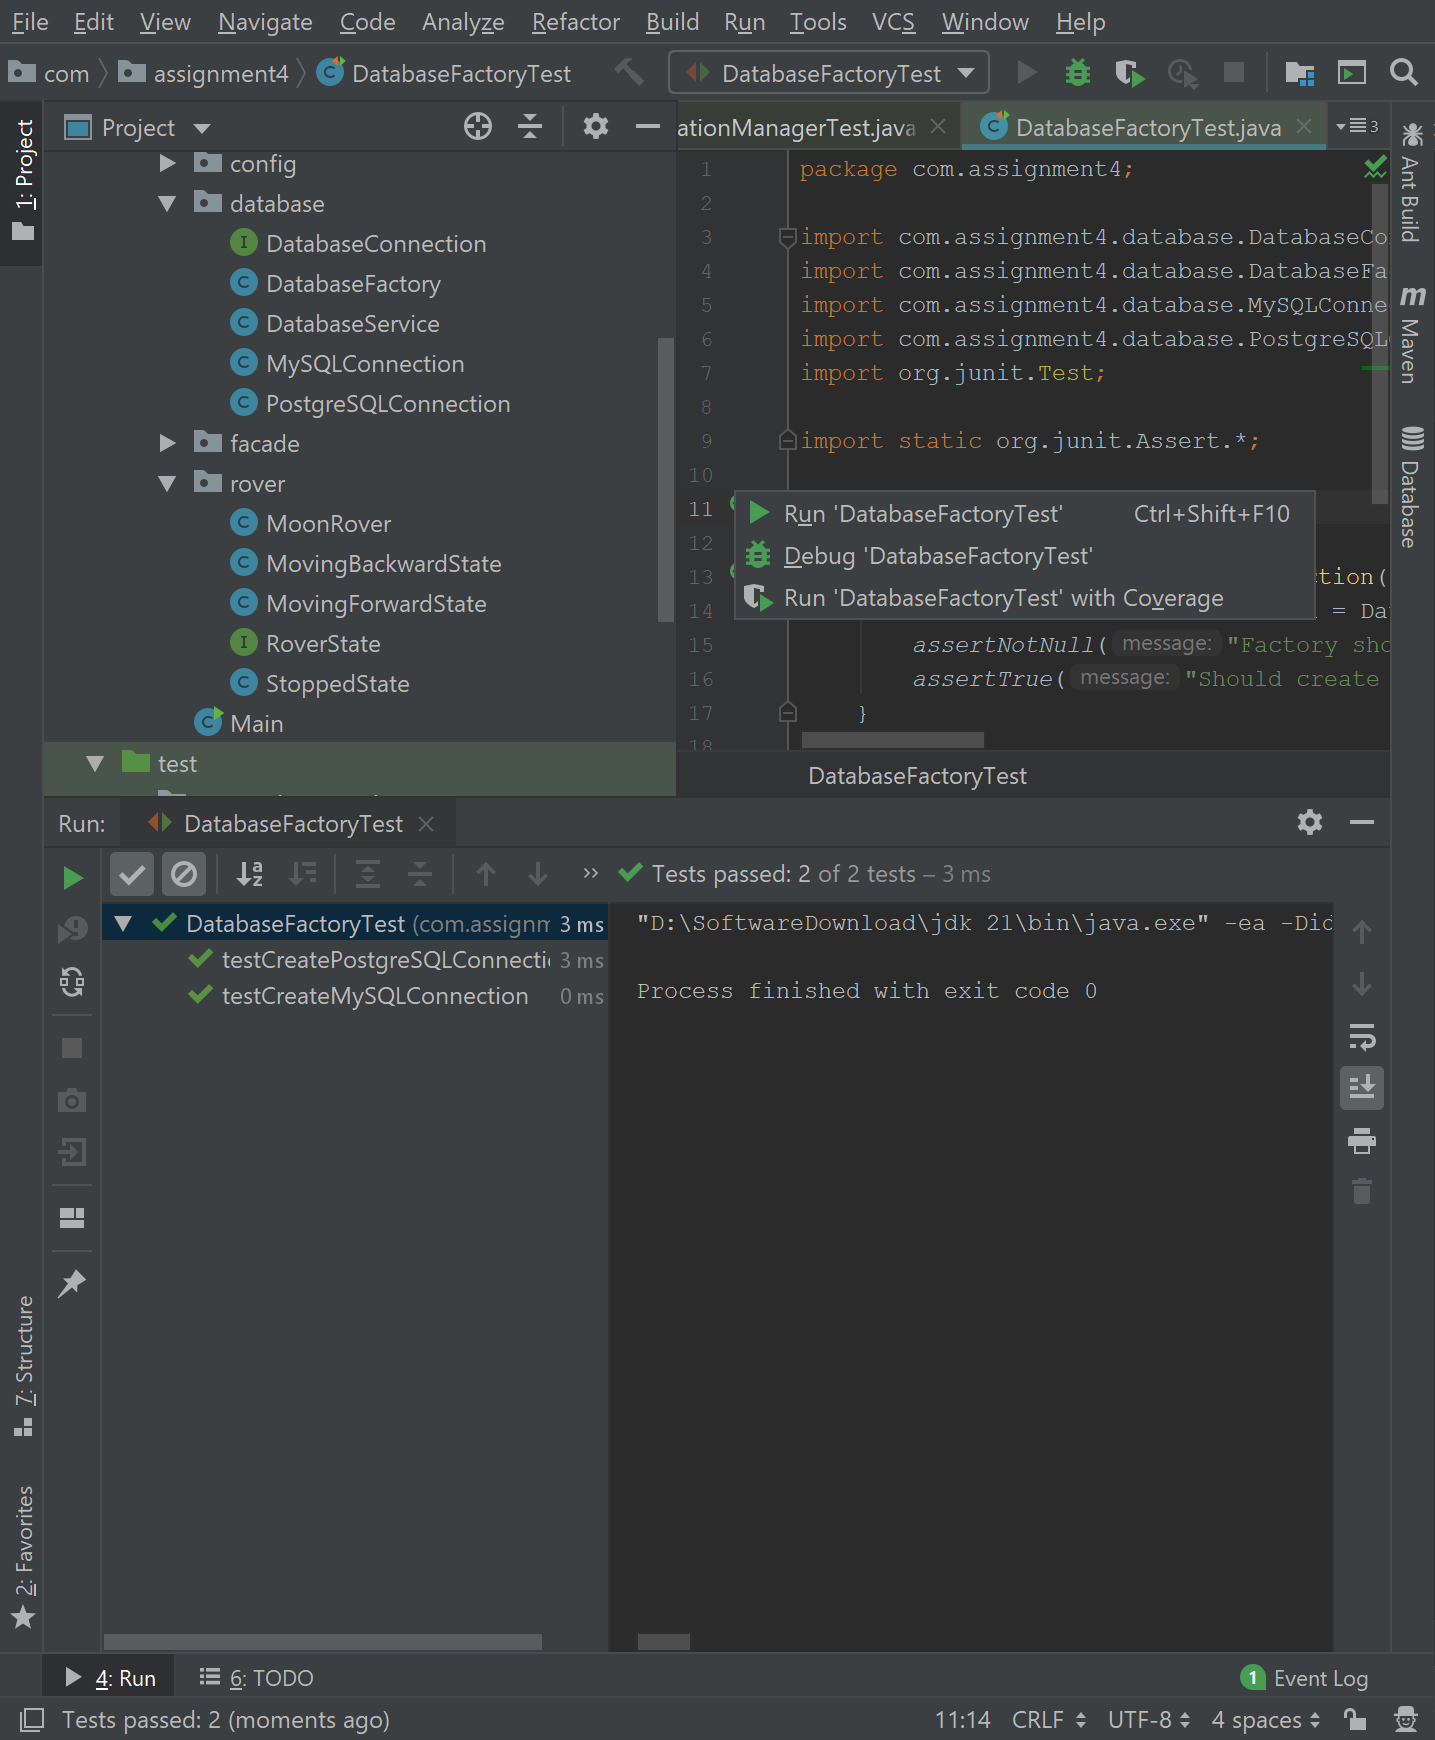 File Edit View Navigate Code Analyze Refactor Build Run Tools VCS Window Help
com assignment4 DatabaseFactoryTest DatabaseFactoryTest
1: Project
Project
config
database
DatabaseConnection
DatabaseFactory
DatabaseService
MySQLConnection
PostgreSQLConnection
facade
rover
MoonRover
MovingBackwardState
MovingForwardState
RoverState
StoppedState
Main
test
ationManagerTest.java DatabaseFactoryTest.java 3
1 package com.assignment4;
2
3 import com.assignment4.database.DatabaseCo
4 import com.assignment4.database.DatabaseFa
5 import com.assignment4.database.MySQLConne
6 import com.assignment4.database.PostgreSQL
7 import org.junit.Test;
8
9 import static org.junit.Assert.*;
10
11
Run 'DatabaseFactoryTest' Ctrl+Shift+F10
12
Debug 'DatabaseFactoryTest'
13 ction(
Run 'DatabaseFactoryTest' with Coverage
14 = Da
15 assertNotNull( message: "Factory sho
16 assertTrue( message: "Should create
17 }
18
DatabaseFactoryTest
Ant Build
Maven
Database
Run: DatabaseFactoryTest
Tests passed: 2 of 2 tests – 3 ms
DatabaseFactoryTest (com.assignm 3 ms
testCreatePostgreSQLConnecti 3 ms
testCreateMySQLConnection 0 ms
"D:\SoftwareDownload\jdk 21\bin\java.exe" -ea -Did
Process finished with exit code 0
7: Structure
2: Favorites
4: Run 6: TODO 1 Event Log
Tests passed: 2 (moments ago) 11:14 CRLF UTF-8 4 spaces